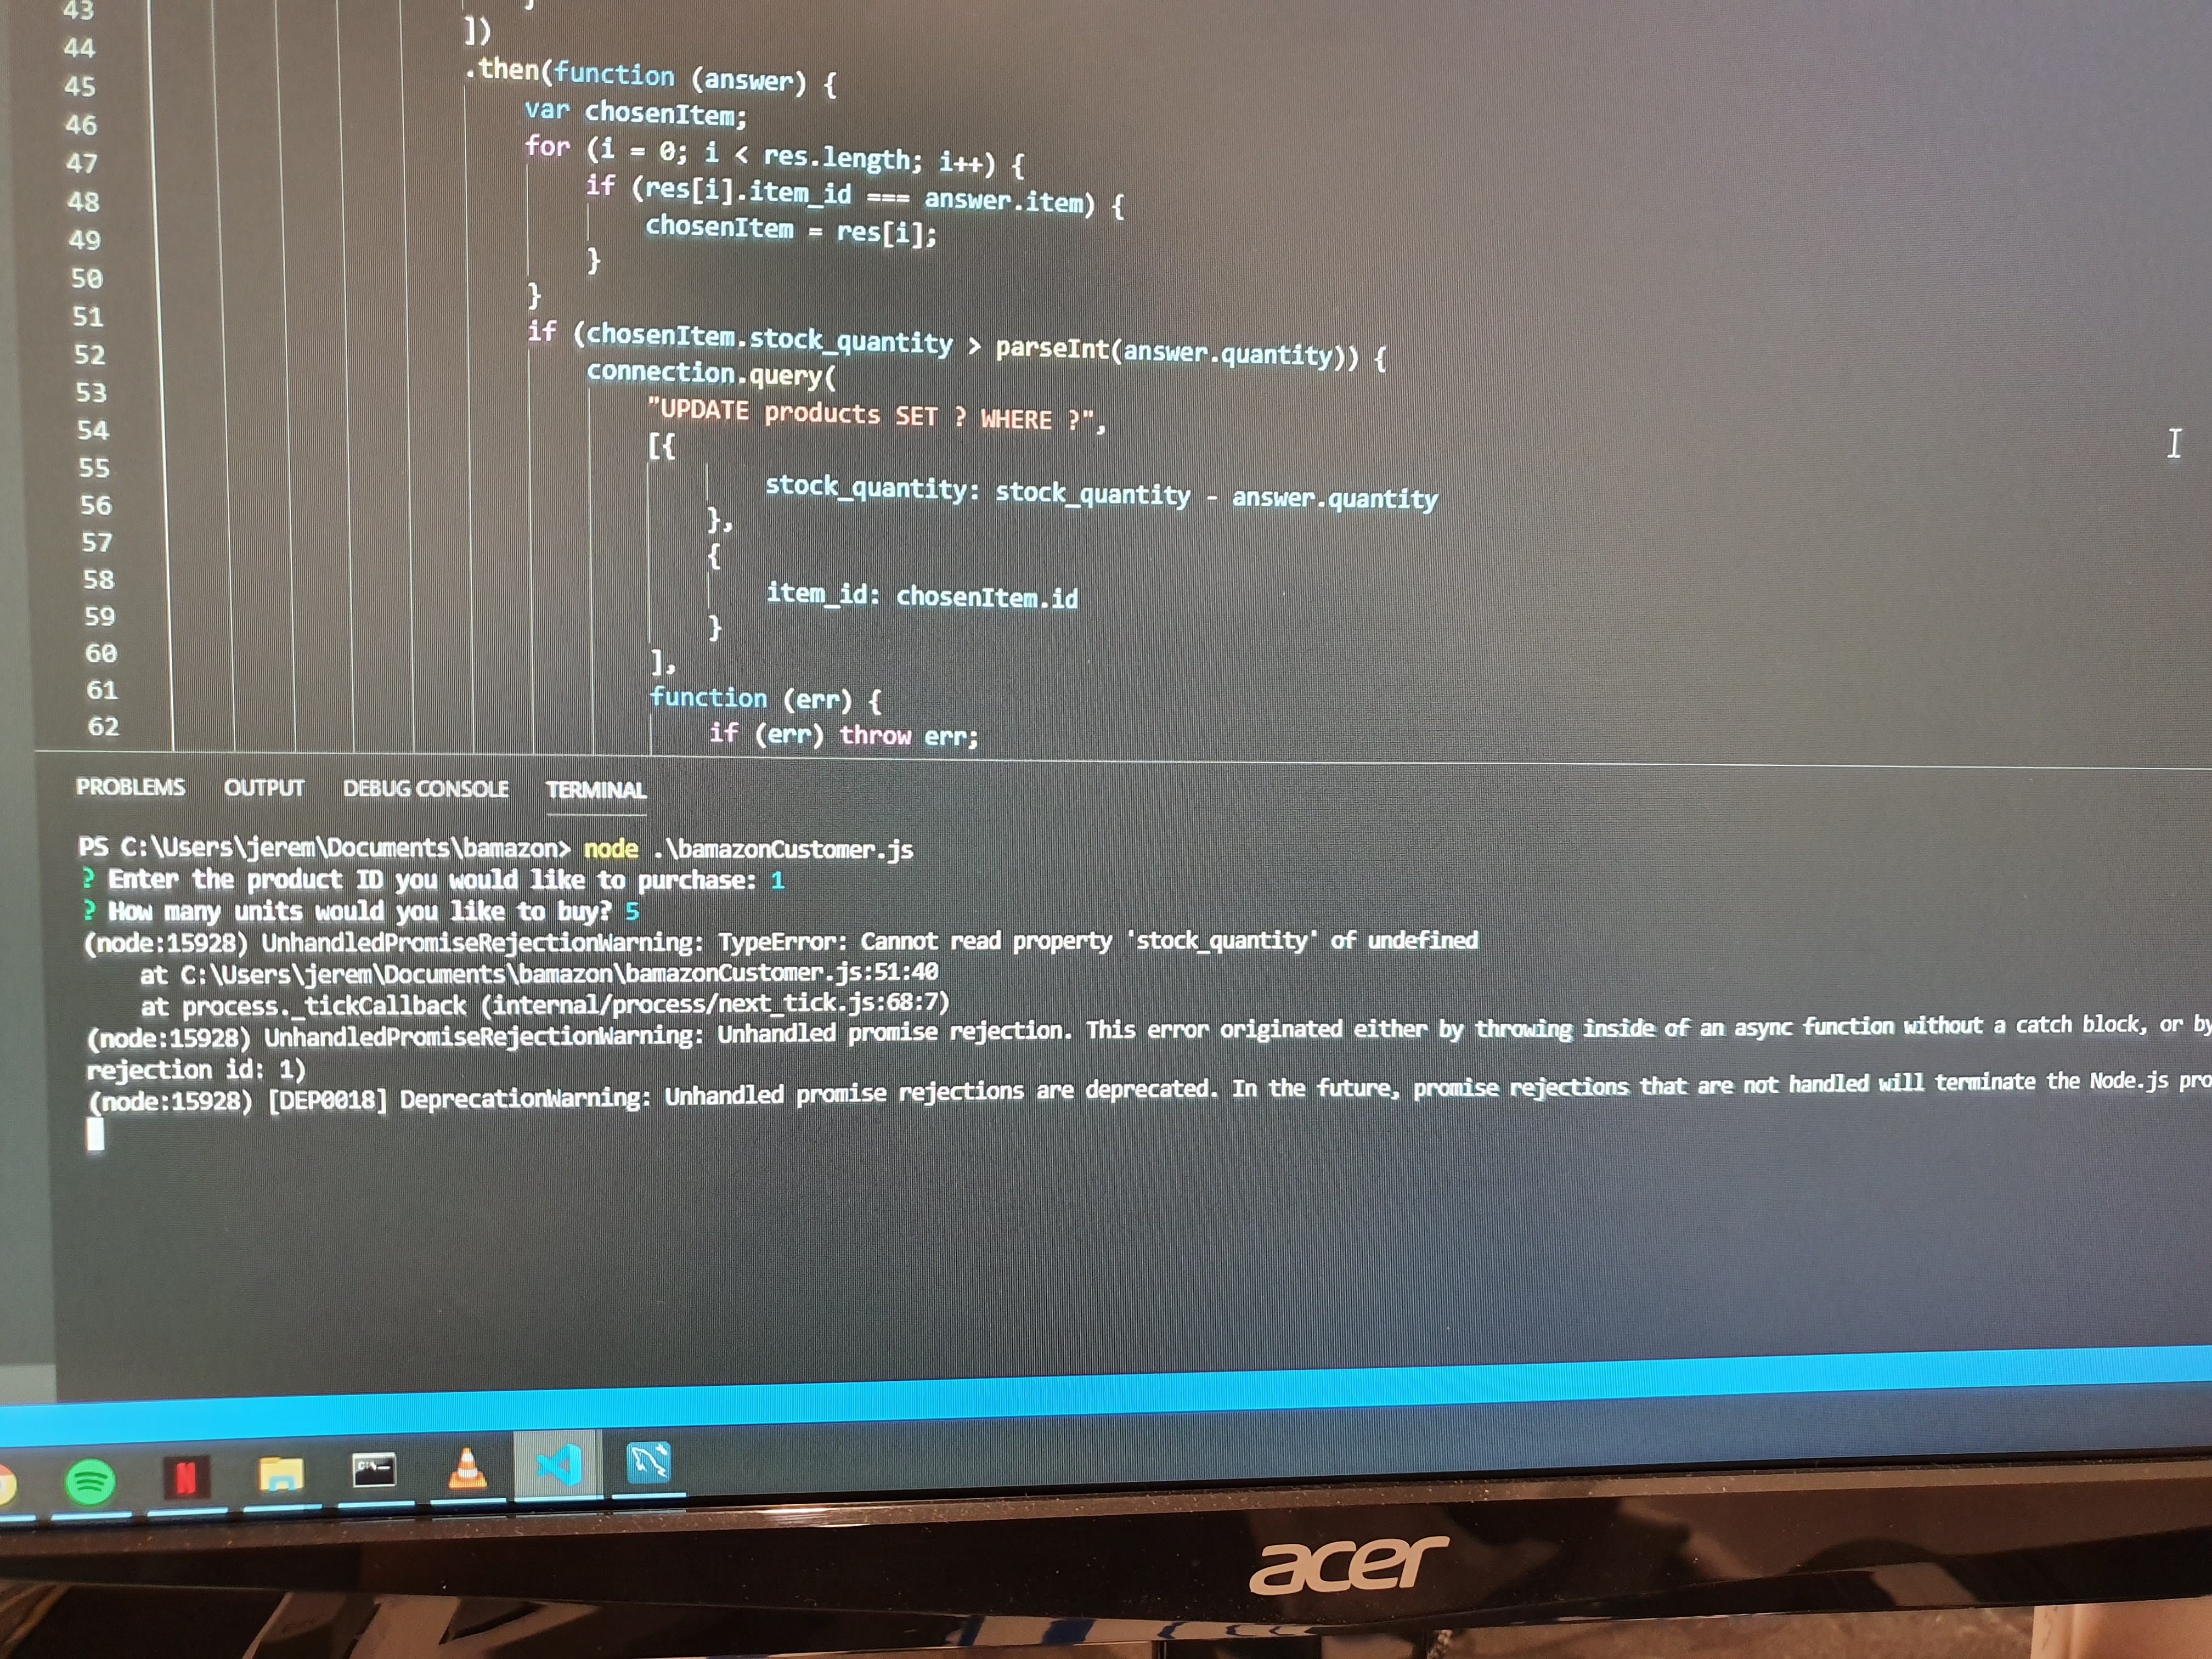 43 ])
44 .then(function (answer) {
45 var chosenItem;
46 for (i = 0; i < res.length; i++) {
47 if (res[i].item_id === answer.item) {
48 chosenItem = res[i];
49 }
50 }
51 if (chosenItem.stock_quantity > parseInt(answer.quantity)) {
52 connection.query(
53 "UPDATE products SET ? WHERE ?",
54 [{
55 stock_quantity: stock_quantity - answer.quantity
56 },
57 {
58 item_id: chosenItem.id
59 }
60 ],
61 function (err) {
62 if (err) throw err;
PROBLEMS OUTPUT DEBUG CONSOLE TERMINAL
PS C:\Users\jerem\Documents\bamazon> node .\bamazonCustomer.js
? Enter the product ID you would like to purchase: 1
? How many units would you like to buy? 5
(node:15928) UnhandledPromiseRejectionWarning: TypeError: Cannot read property 'stock_quantity' of undefined
at C:\Users\jerem\Documents\bamazon\bamazonCustomer.js:51:40
at process._tickCallback (internal/process/next_tick.js:68:7)
(node:15928) UnhandledPromiseRejectionWarning: Unhandled promise rejection. This error originated either by throwing inside of an async function without a catch block, or by
rejection id: 1)
(node:15928) [DEP0018] DeprecationWarning: Unhandled promise rejections are deprecated. In the future, promise rejections that are not handled will terminate the Node.js pro
N
C:\
acer